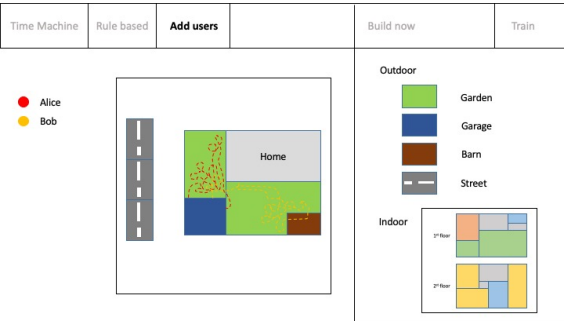 Time Machine
Rule based
Add users
Build now
Train
Alice
Bob
Home
Outdoor
Garden
Garage
Barn
Street
Indoor
1st floor
2nd floor